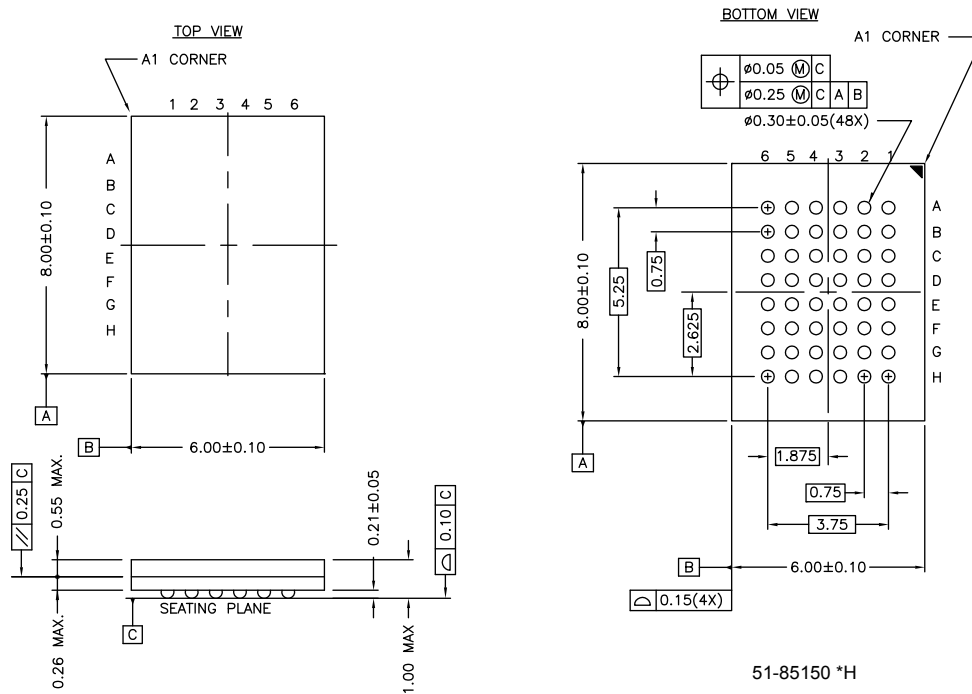 TOP VIEW
A1 CORNER
1 2 3 4 5 6
A
B
C
D
E
F
G
H
8.00±0.10
A
B
6.00±0.10
// 0.25 C
0.55 MAX.
0.21±0.05
0.10 C
SEATING PLANE
C
0.26 MAX.
1.00 MAX.
BOTTOM VIEW
A1 CORNER
⌀0.05 Ⓜ C
⌀0.25 Ⓜ C A B
⌀0.30±0.05(48X)
6 5 4 3 2 1
A
B
C
D
E
F
G
H
8.00±0.10
5.25
0.75
2.625
A
1.875
0.75
3.75
B
6.00±0.10
0.15(4X)
51-85150 *H